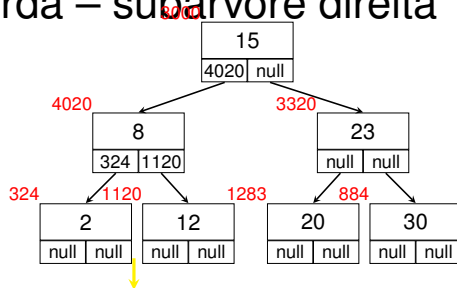 rda – subárvore direita
8000
15
4020 null
4020 3320
8 23
324 1120 null null
324 1120 1283 884
2 12 20 30
null null null null null null null null